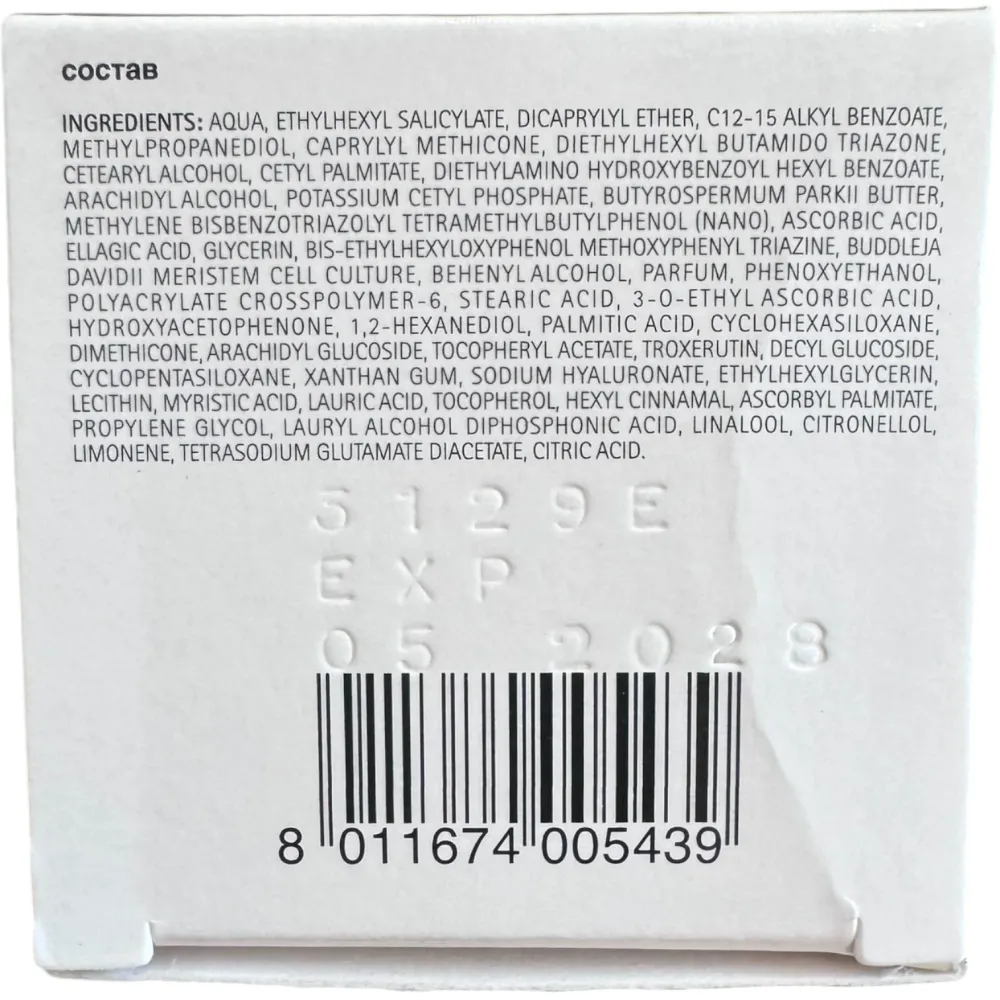 состав
INGREDIENTS: AQUA, ETHYLHEXYL SALICYLATE, DICAPRYLYL ETHER, C12-15 ALKYL BENZOATE,
METHYLPROPANEDIOL, CAPRYLYL METHICONE, DIETHYLHEXYL BUTAMIDO TRIAZONE,
CETEARYL ALCOHOL, CETYL PALMITATE, DIETHYLAMINO HYDROXYBENZOYL HEXYL BENZOATE,
ARACHIDYL ALCOHOL, POTASSIUM CETYL PHOSPHATE, BUTYROSPERMUM PARKII BUTTER,
METHYLENE BISBENZOTRIAZOLYL TETRAMETHYLBUTYLPHENOL (NANO), ASCORBIC ACID,
ELLAGIC ACID, GLYCERIN, BIS-ETHYLHEXYLOXYPHENOL METHOXYPHENYL TRIAZINE, BUDDLEJA
DAVIDII MERISTEM CELL CULTURE, BEHENYL ALCOHOL, PARFUM, PHENOXYETHANOL,
POLYACRYLATE CROSSPOLYMER-6, STEARIC ACID, 3-O-ETHYL ASCORBIC ACID,
HYDROXYACETOPHENONE, 1,2-HEXANEDIOL, PALMITIC ACID, CYCLOHEXASILOXANE,
DIMETHICONE, ARACHIDYL GLUCOSIDE, TOCOPHERYL ACETATE, TROXERUTIN, DECYL GLUCOSIDE,
CYCLOPENTASILOXANE, XANTHAN GUM, SODIUM HYALURONATE, ETHYLHEXYLGLYCERIN,
LECITHIN, MYRISTIC ACID, LAURIC ACID, TOCOPHEROL, HEXYL CINNAMAL, ASCORBYL PALMITATE,
PROPYLENE GLYCOL, LAURYL ALCOHOL DIPHOSPHONIC ACID, LINALOOL, CITRONELLOL,
LIMONENE, TETRASODIUM GLUTAMATE DIACETATE, CITRIC ACID.
5129E
EXP
05 2028
8 011674 005439